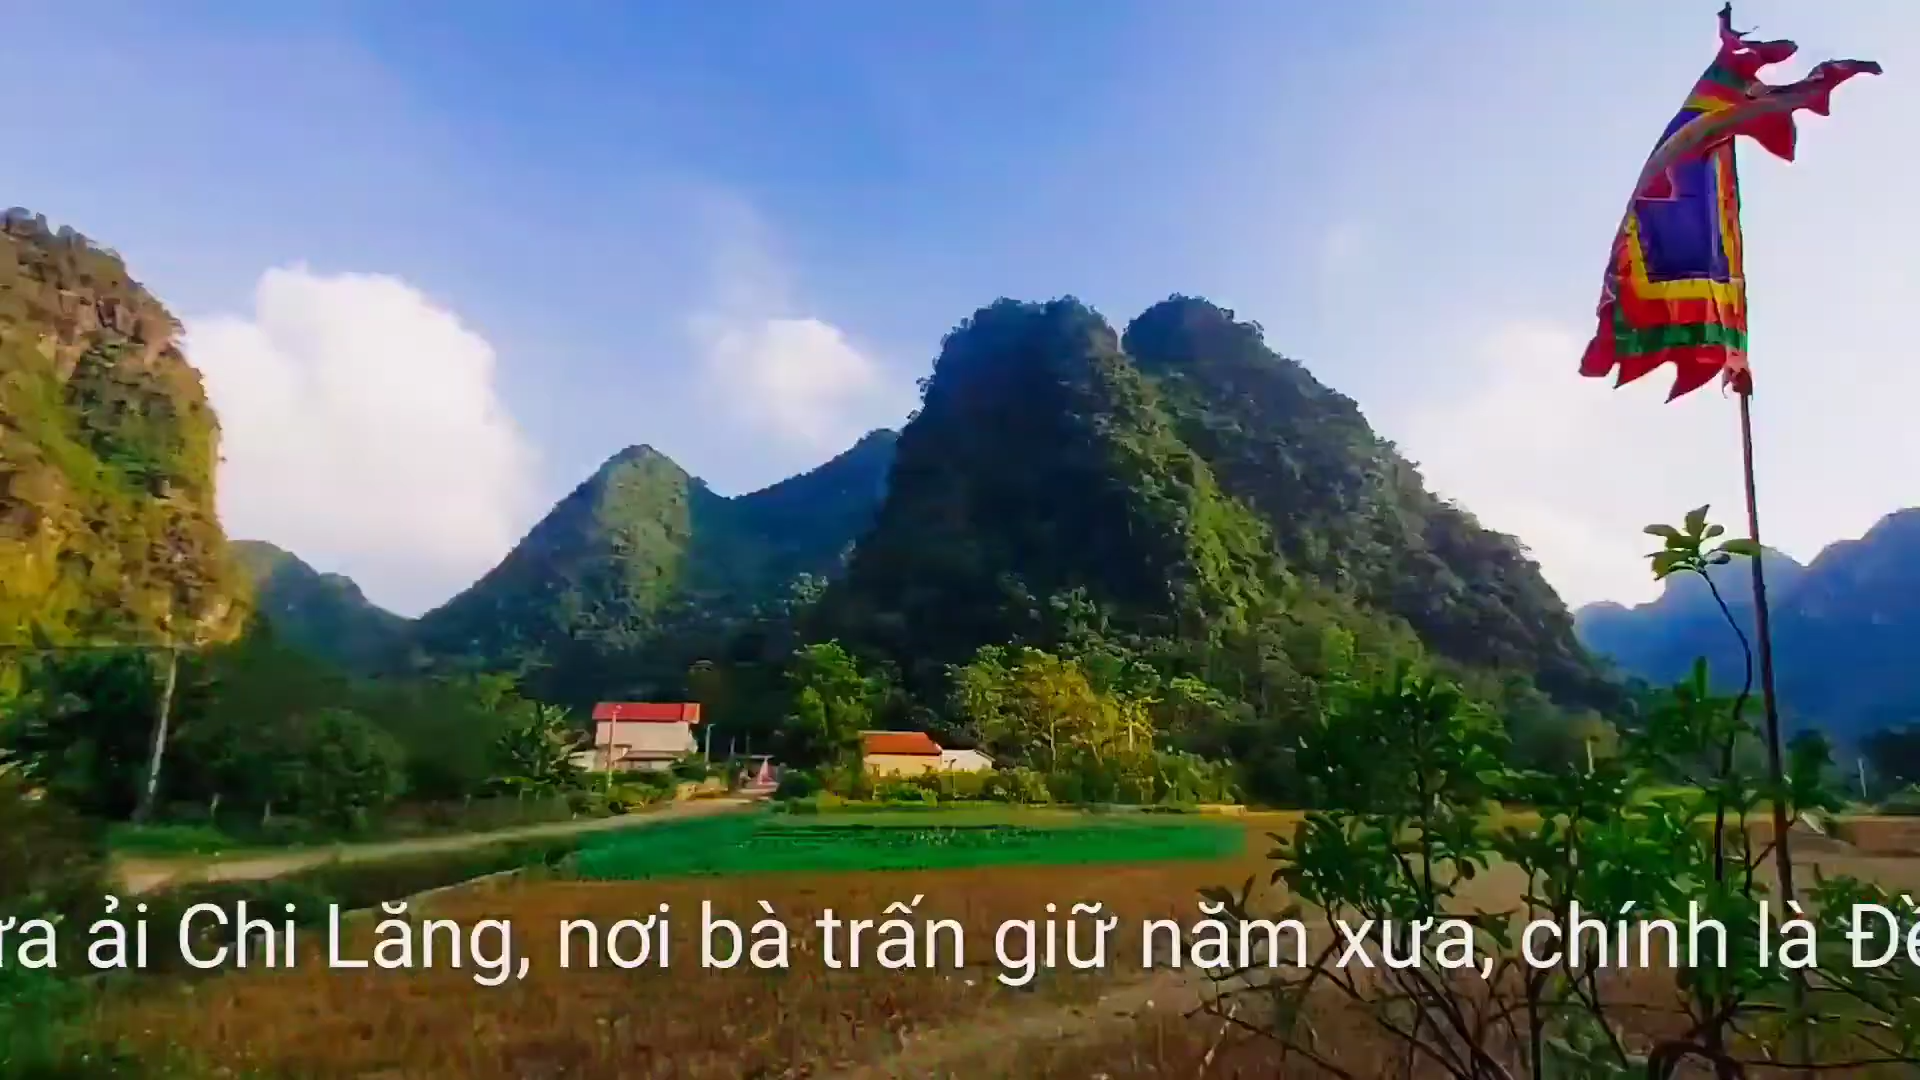 ải Chi Lăng, nơi bà trấn giữ năm xưa, chính là